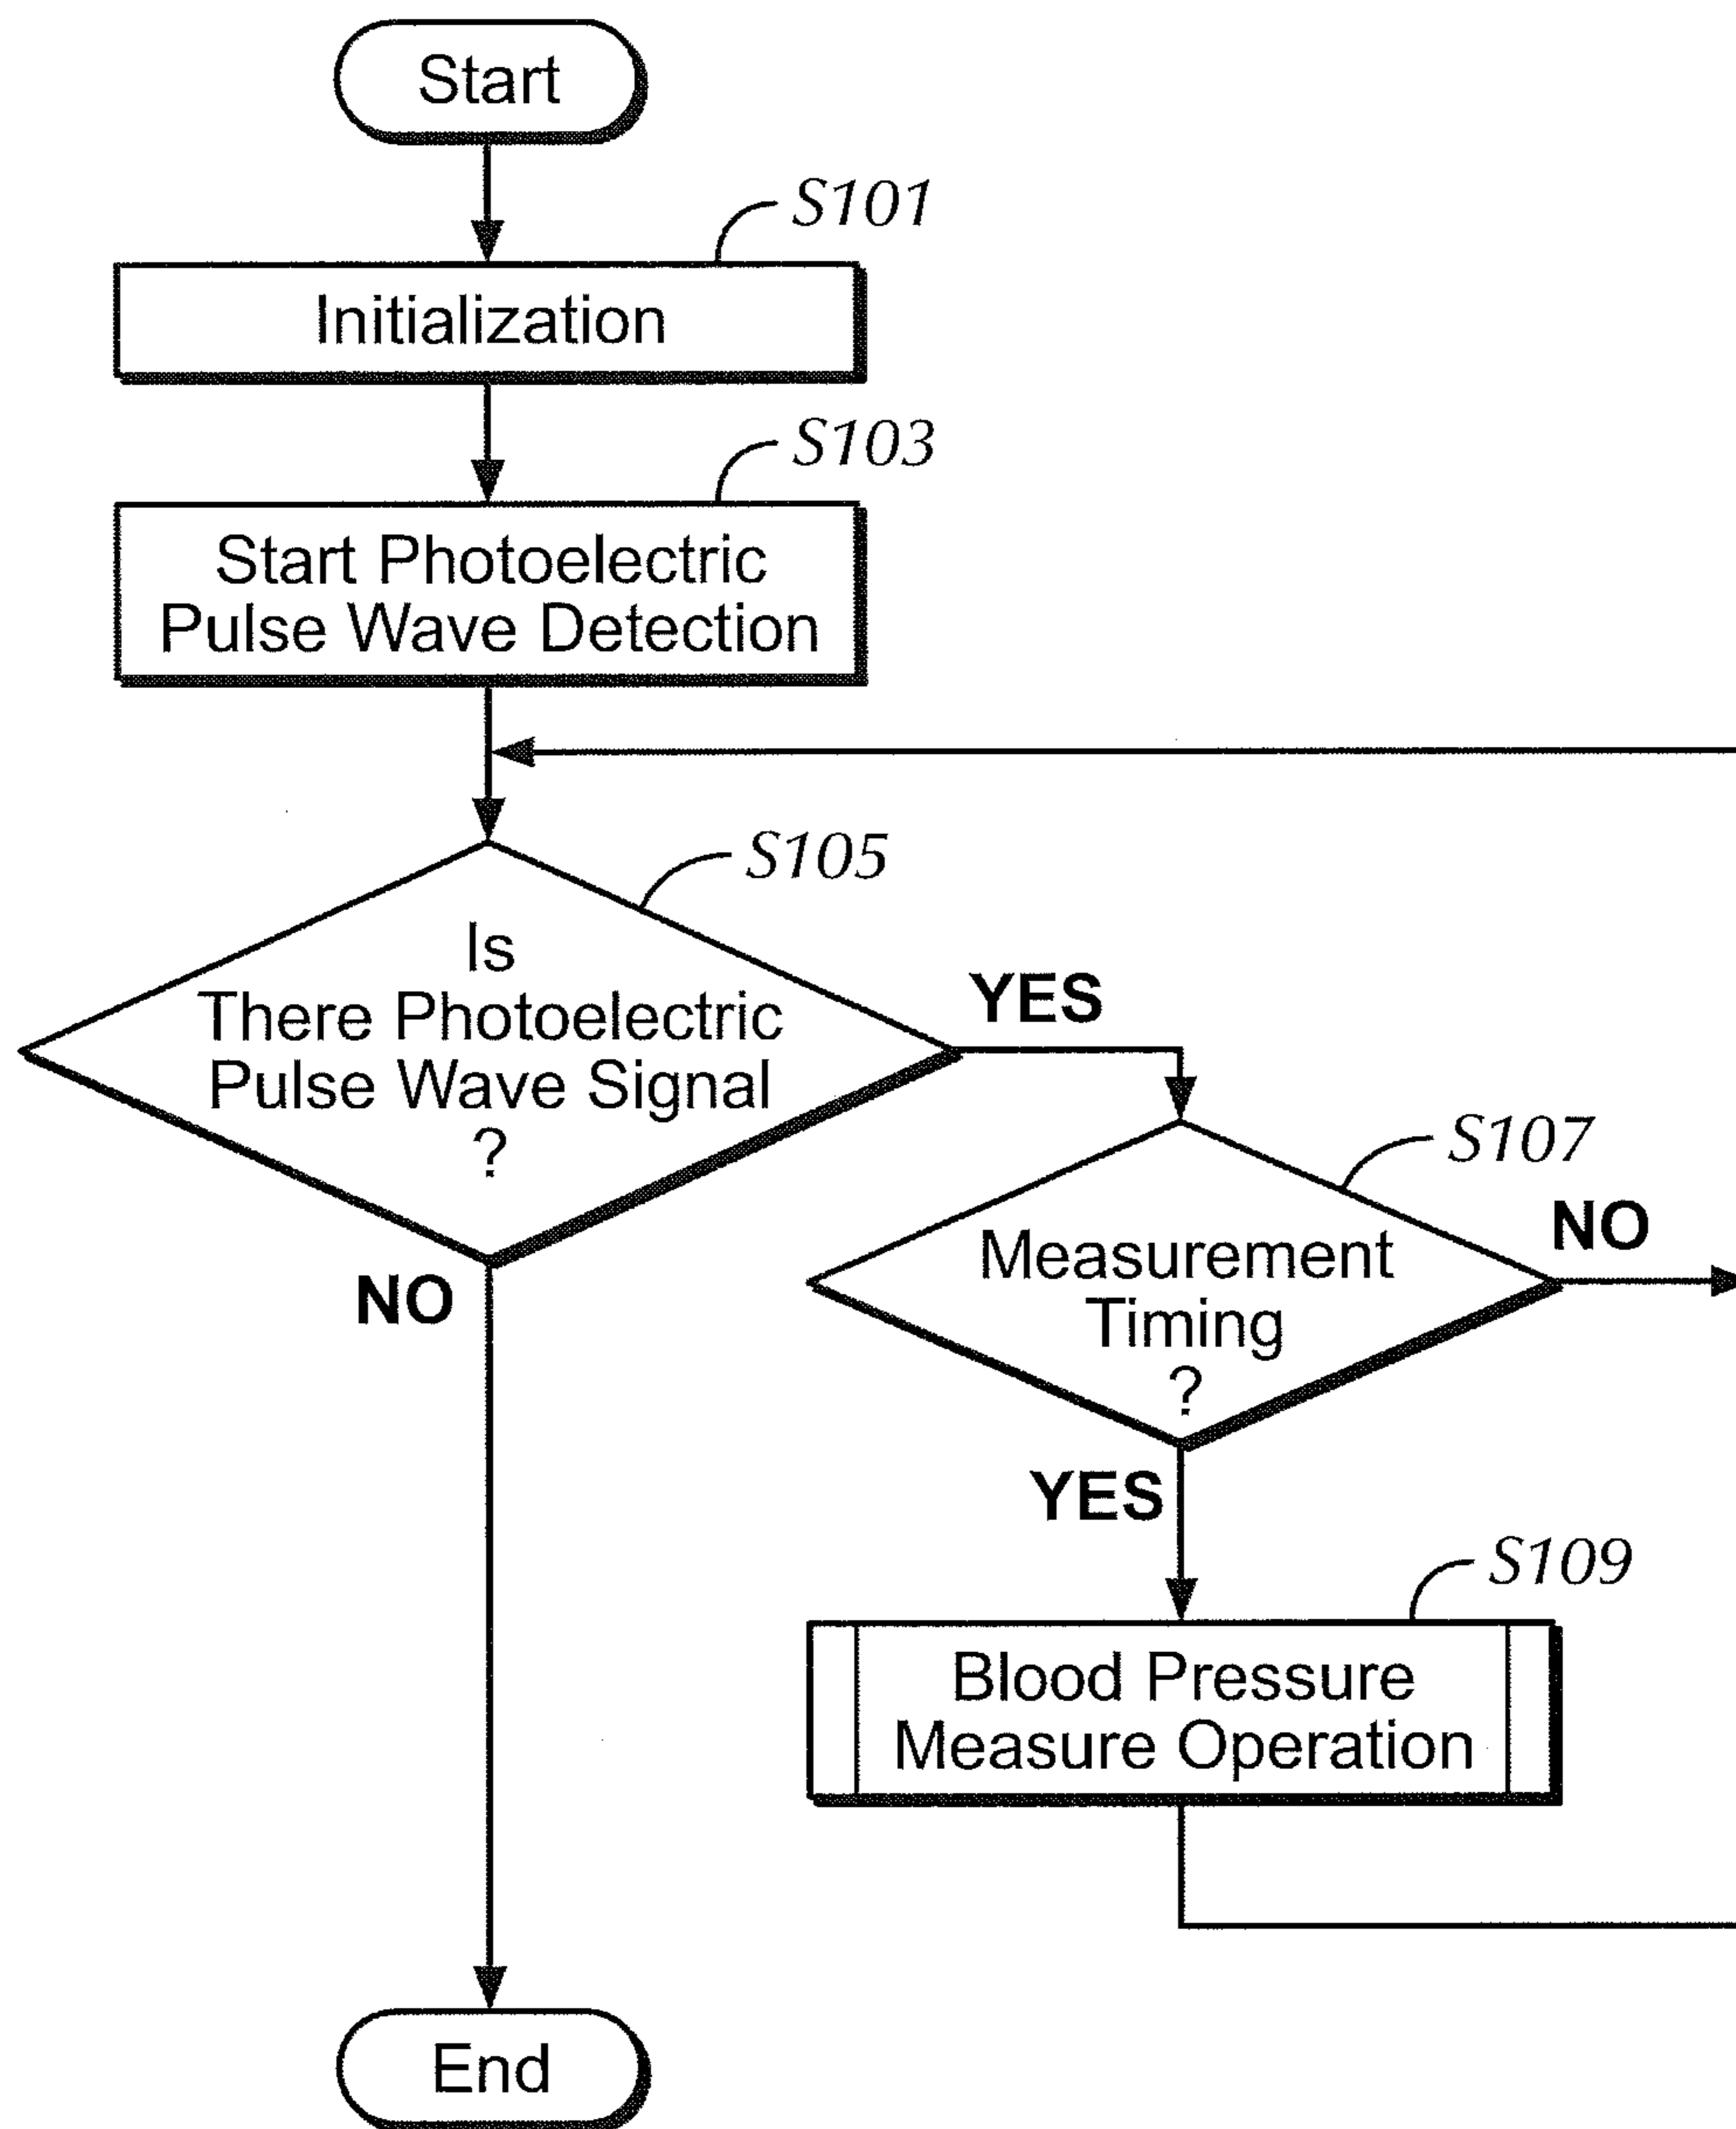 Start
S101
Initialization
S103
Start Photoelectric
Pulse Wave Detection
S105
Is
There Photoelectric
Pulse Wave Signal
?
YES
NO
S107
Measurement
Timing
?
NO
YES
S109
Blood Pressure
Measure Operation
End